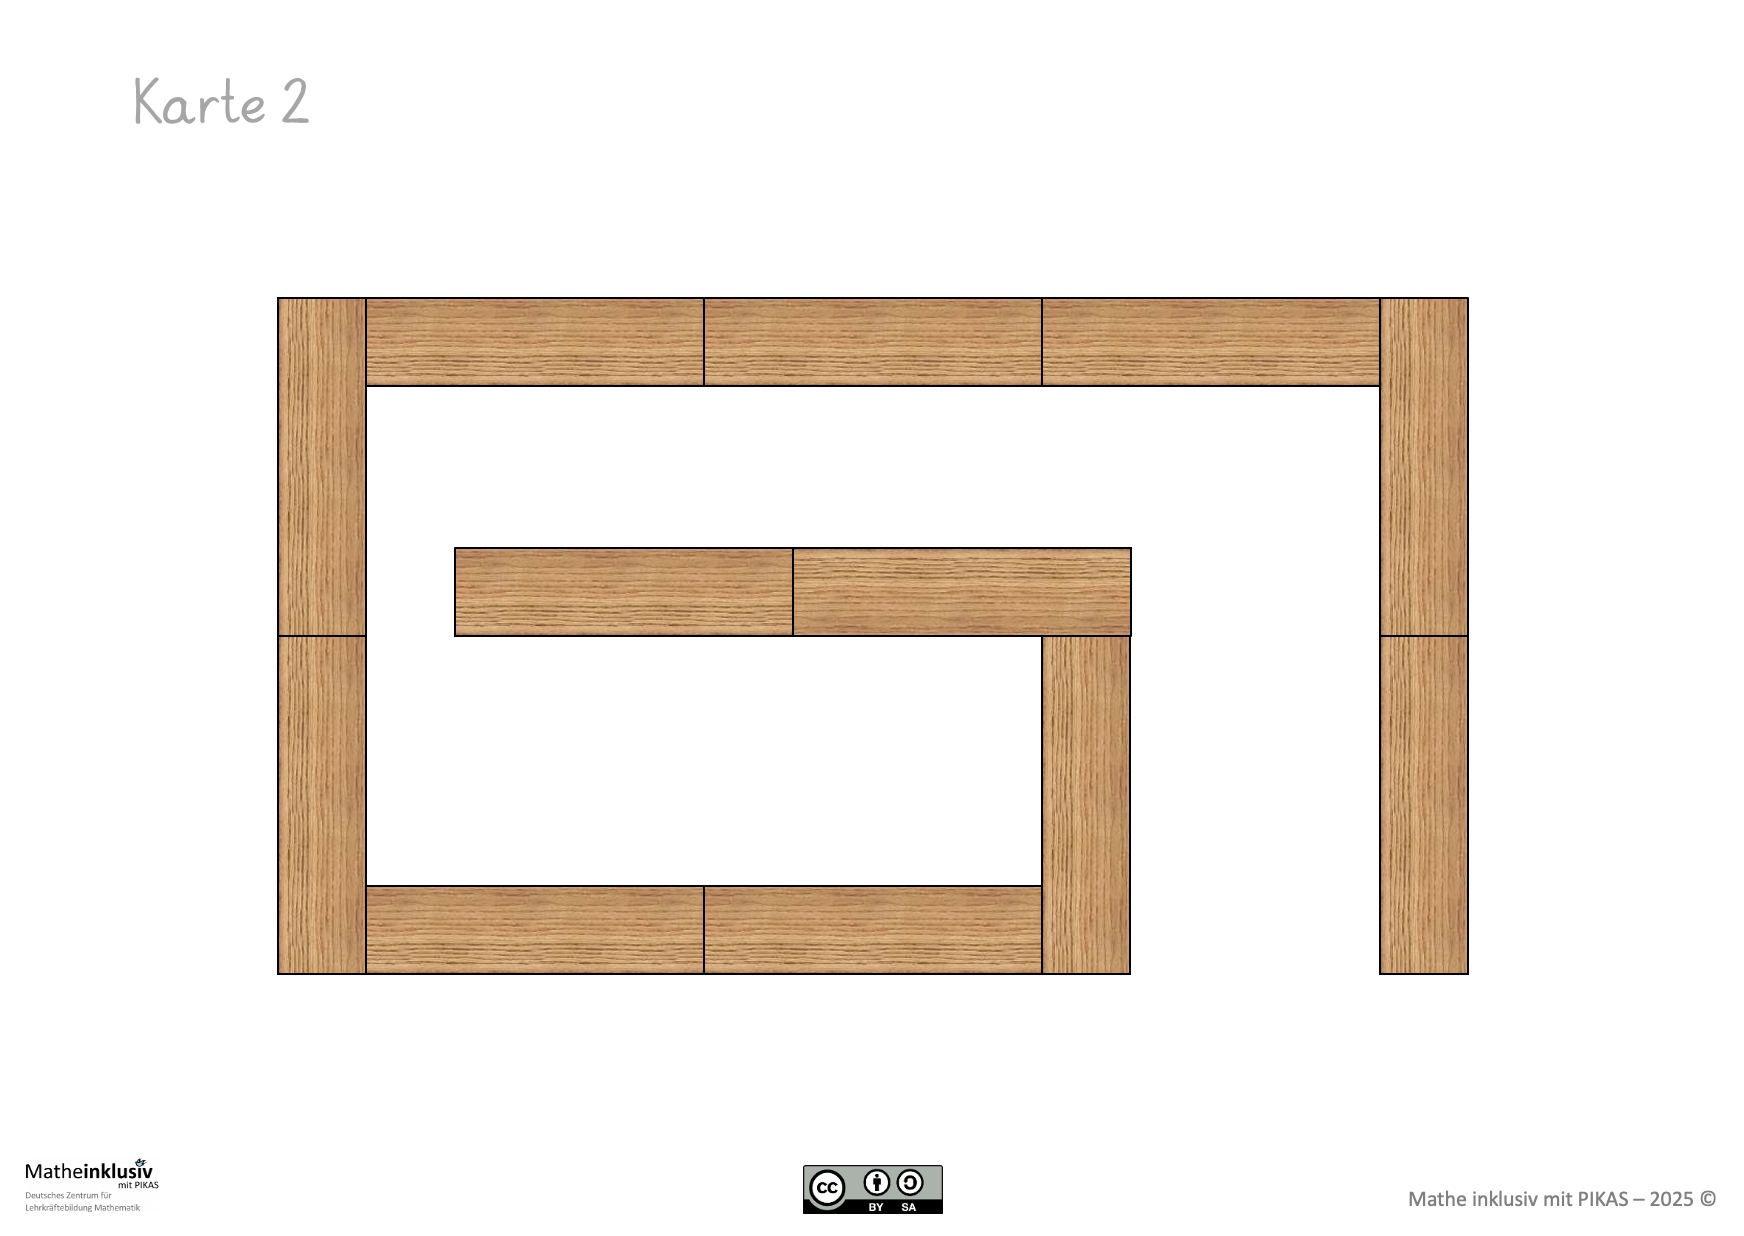 Karte 2
Matheinklusiv
mit PIKAS
Deutsches Zentrum für
Lehrkräftebildung Mathematik
cc
BY SA
Mathe inklusiv mit PIKAS – 2025 ©